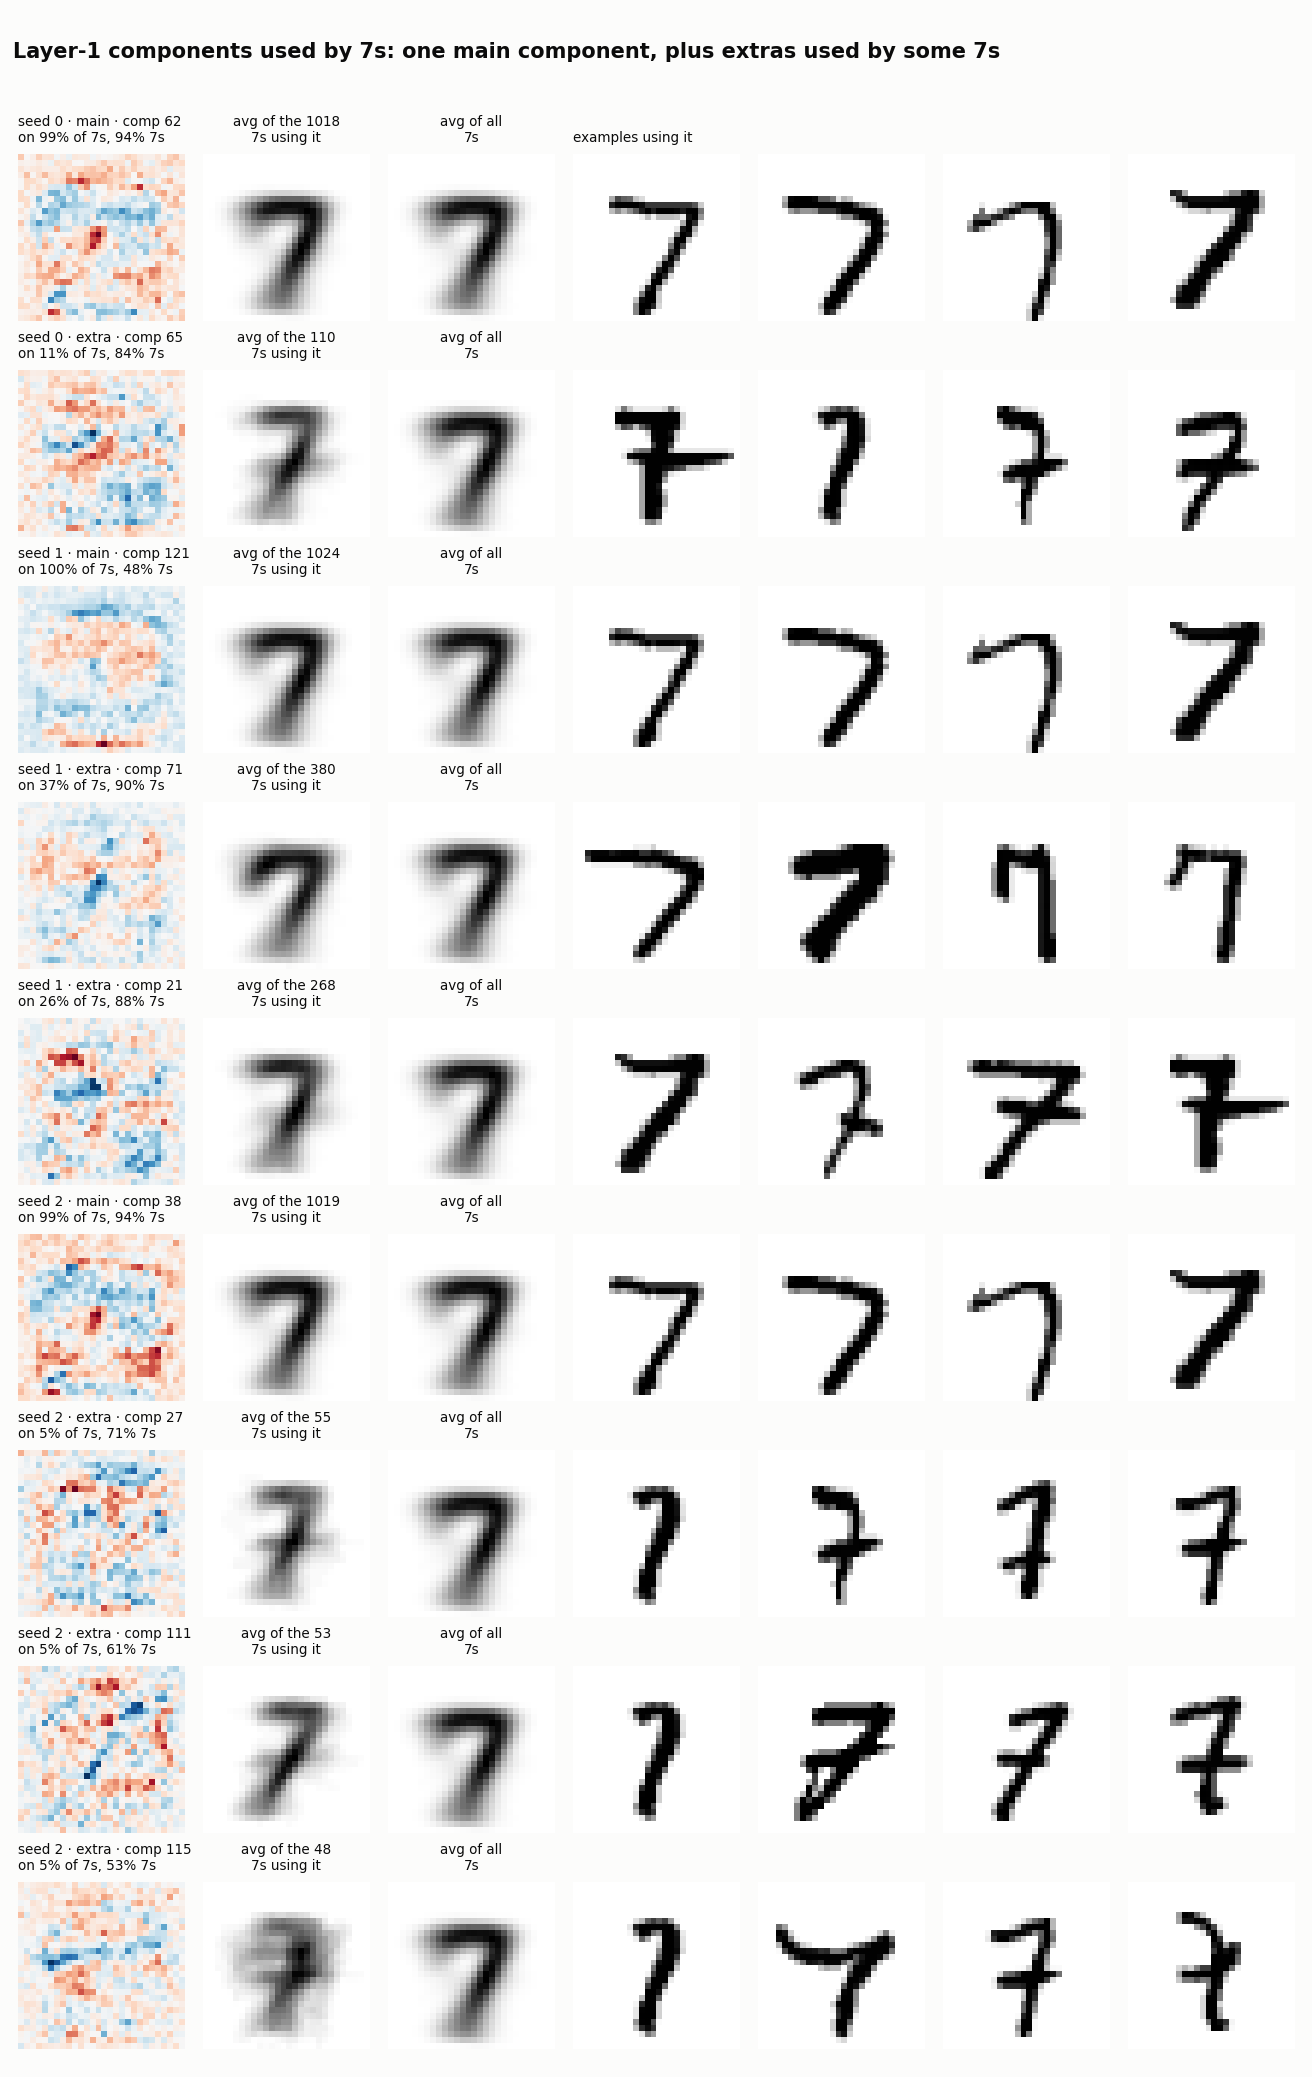 Layer-1 components used by 7s: one main component, plus extras used by some 7s
seed 0 · main · comp 62
on 99% of 7s, 94% 7s
avg of the 1018
7s using it
avg of all
7s
examples using it
seed 0 · extra · comp 65
on 11% of 7s, 84% 7s
avg of the 110
7s using it
avg of all
7s
seed 1 · main · comp 121
on 100% of 7s, 48% 7s
avg of the 1024
7s using it
avg of all
7s
seed 1 · extra · comp 71
on 37% of 7s, 90% 7s
avg of the 380
7s using it
avg of all
7s
seed 1 · extra · comp 21
on 26% of 7s, 88% 7s
avg of the 268
7s using it
avg of all
7s
seed 2 · main · comp 38
on 99% of 7s, 94% 7s
avg of the 1019
7s using it
avg of all
7s
seed 2 · extra · comp 27
on 5% of 7s, 71% 7s
avg of the 55
7s using it
avg of all
7s
seed 2 · extra · comp 111
on 5% of 7s, 61% 7s
avg of the 53
7s using it
avg of all
7s
seed 2 · extra · comp 115
on 5% of 7s, 53% 7s
avg of the 48
7s using it
avg of all
7s